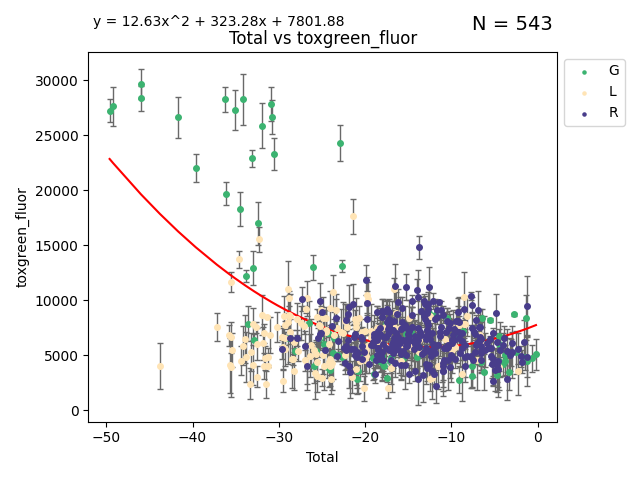 y = 12.63x^2 + 323.28x + 7801.88
N = 543
Total vs toxgreen_fluor
30000
25000
20000
15000
10000
5000
0
toxgreen_fluor
−50
−40
−30
−20
−10
0
Total
G
L
R